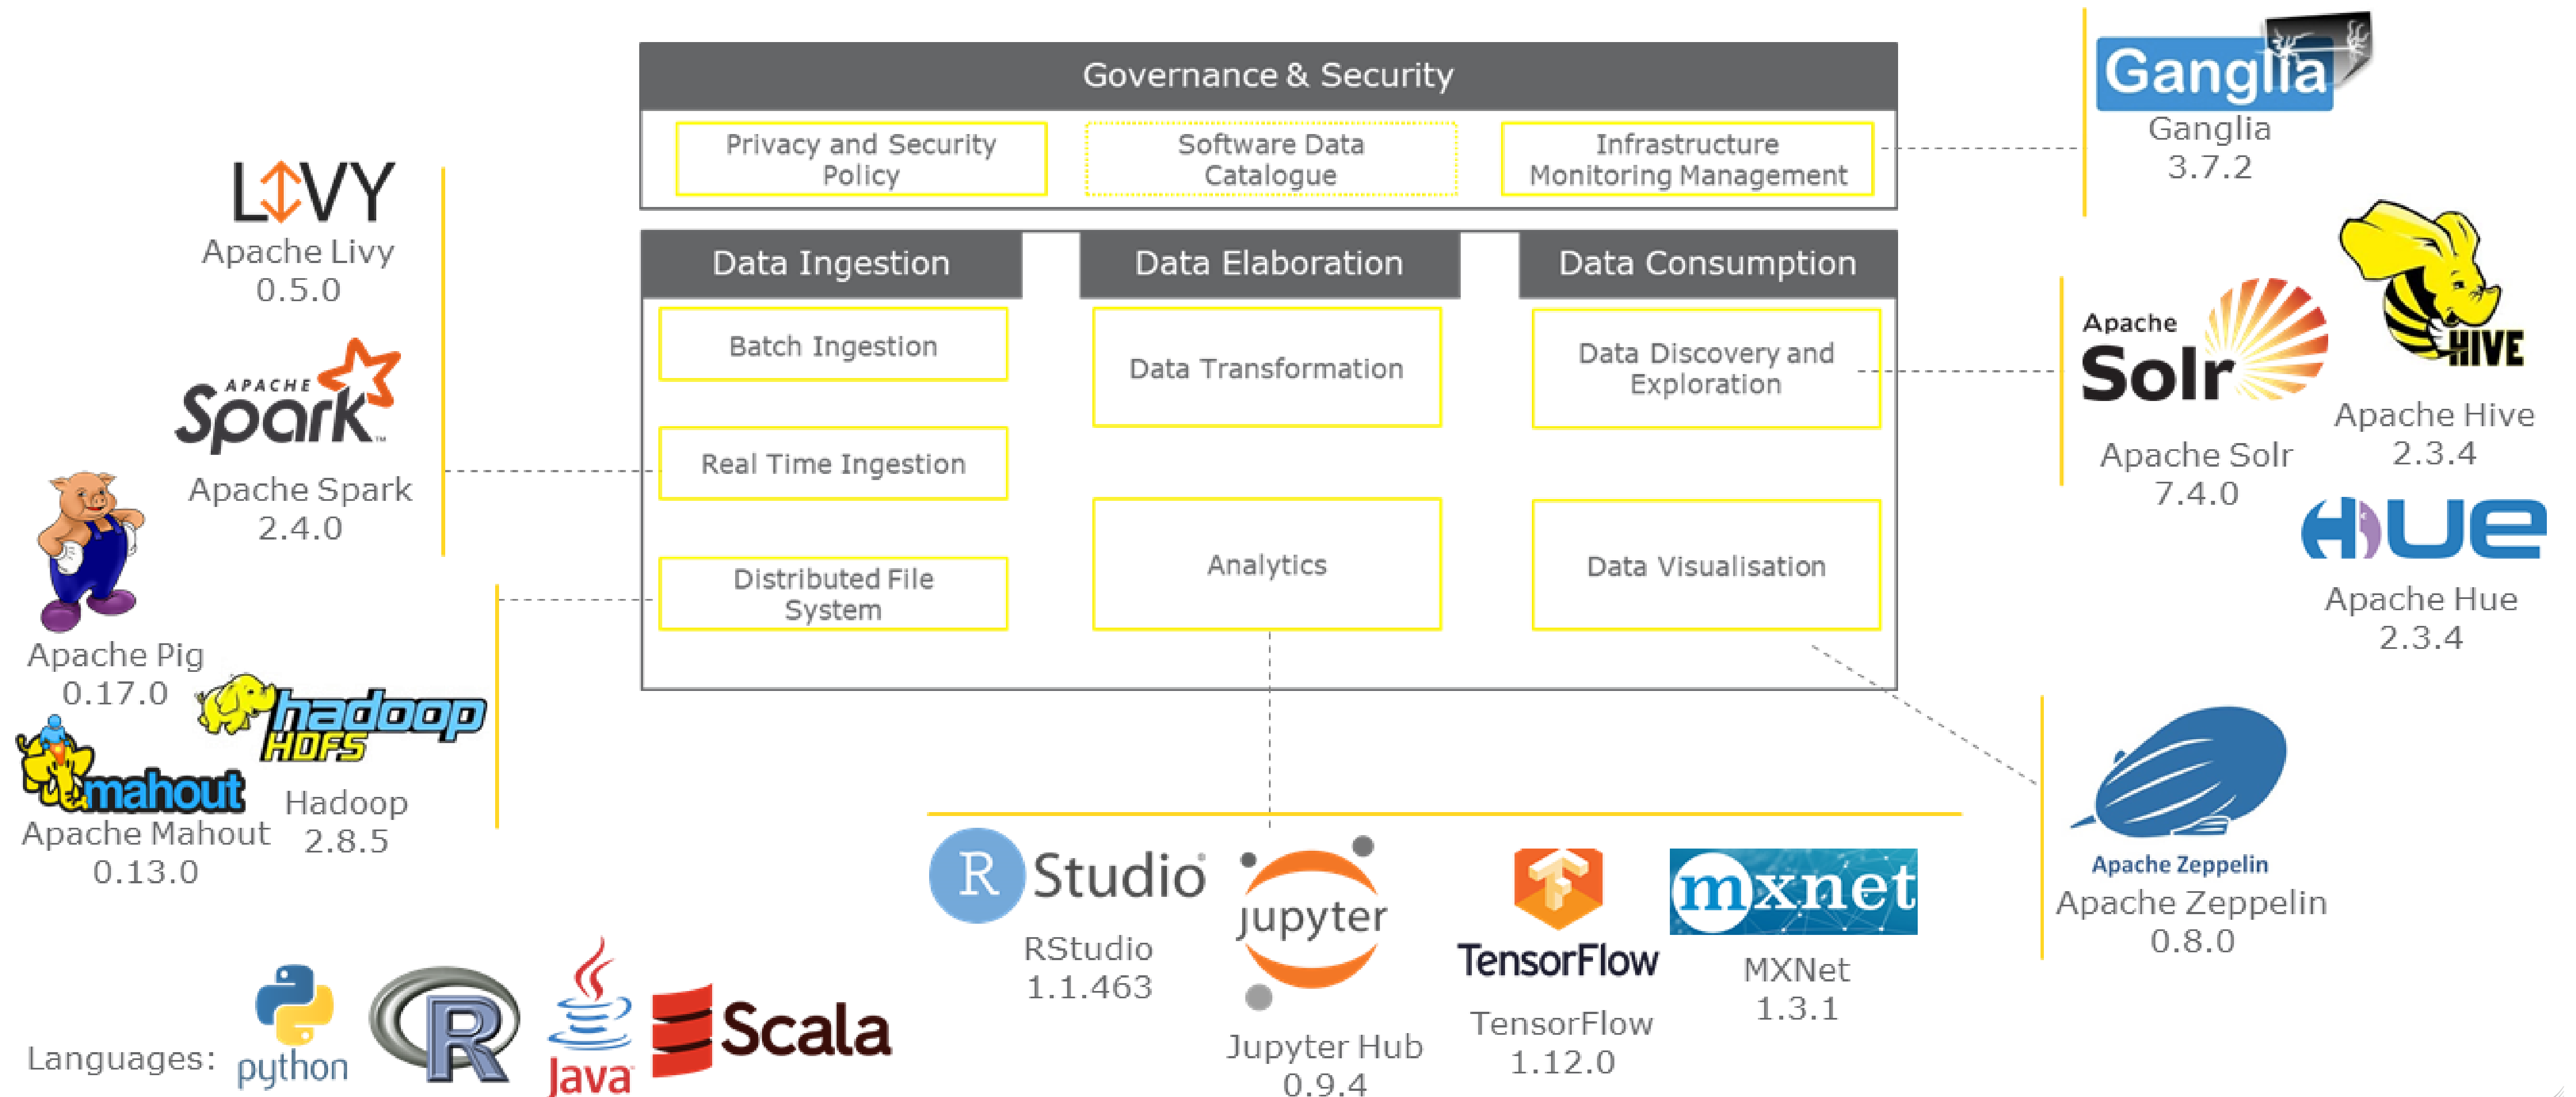 Governance & Security
Privacy and Security
Policy
Software Data
Catalogue
Infrastructure
Monitoring Management
Ganglia
Ganglia
3.7.2
LIVY
Apache Livy
0.5.0
APACHE
Spark™
Apache Spark
2.4.0
Data Ingestion
Batch Ingestion
Real Time Ingestion
Distributed File
System
Data Elaboration
Data Transformation
Analytics
Data Consumption
Data Discovery and
Exploration
Data Visualisation
Apache
Solr
Apache Solr
7.4.0
HIVE
Apache Hive
2.3.4
HUE
Apache Hue
2.3.4
Apache Pig
0.17.0
hadoop
HDFS
Hadoop
2.8.5
mahout
Apache Mahout
0.13.0
R Studio
RStudio
1.1.463
jupyter
Jupyter Hub
0.9.4
TensorFlow
TensorFlow
1.12.0
mxnet
MXNet
1.3.1
Apache Zeppelin
Apache Zeppelin
0.8.0
Languages:
python
R
Java
Scala